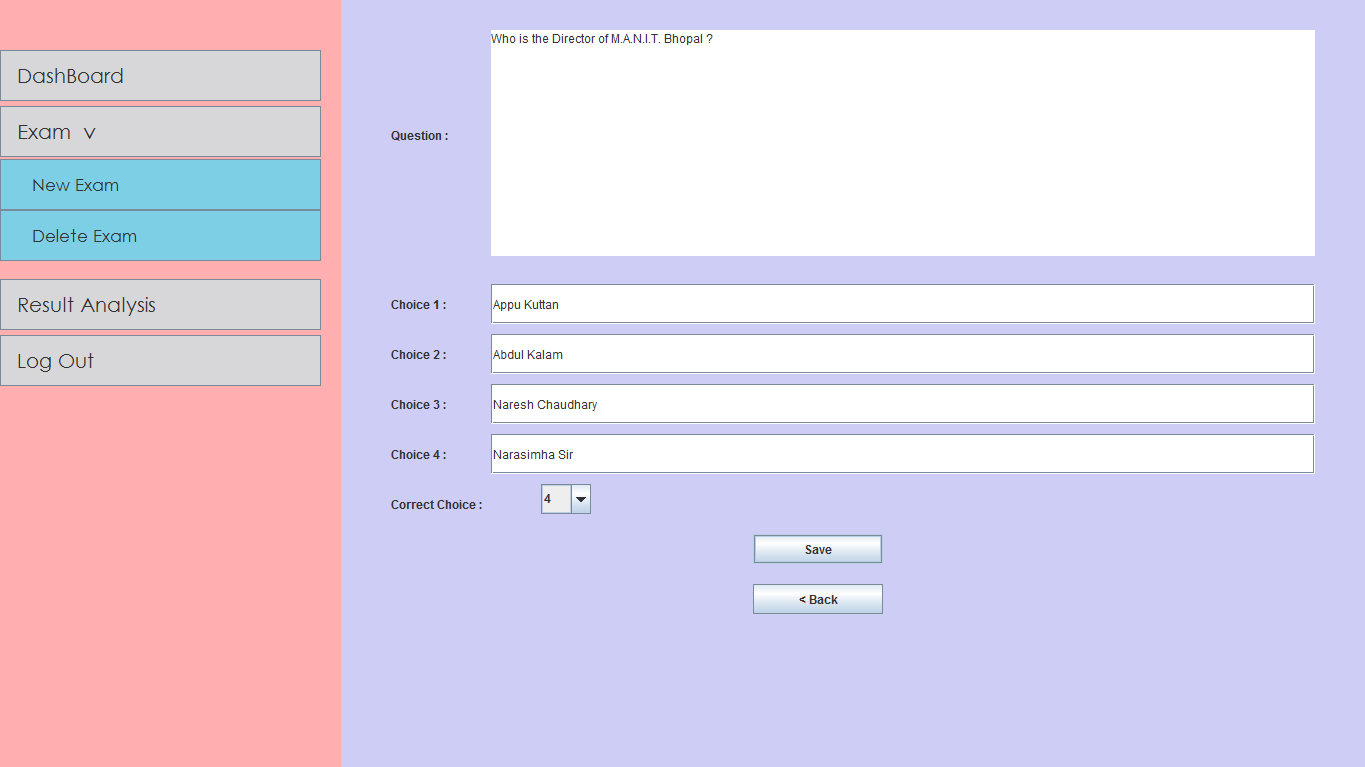 DashBoard
Exam v
New Exam
Delete Exam
Result Analysis
Log Out
Question :
Who is the Director of M.A.N.I.T. Bhopal ?
Choice 1 :
Appu Kuttan
Choice 2 :
Abdul Kalam
Choice 3 :
Naresh Chaudhary
Choice 4 :
Narasimha Sir
Correct Choice :
4
Save
< Back